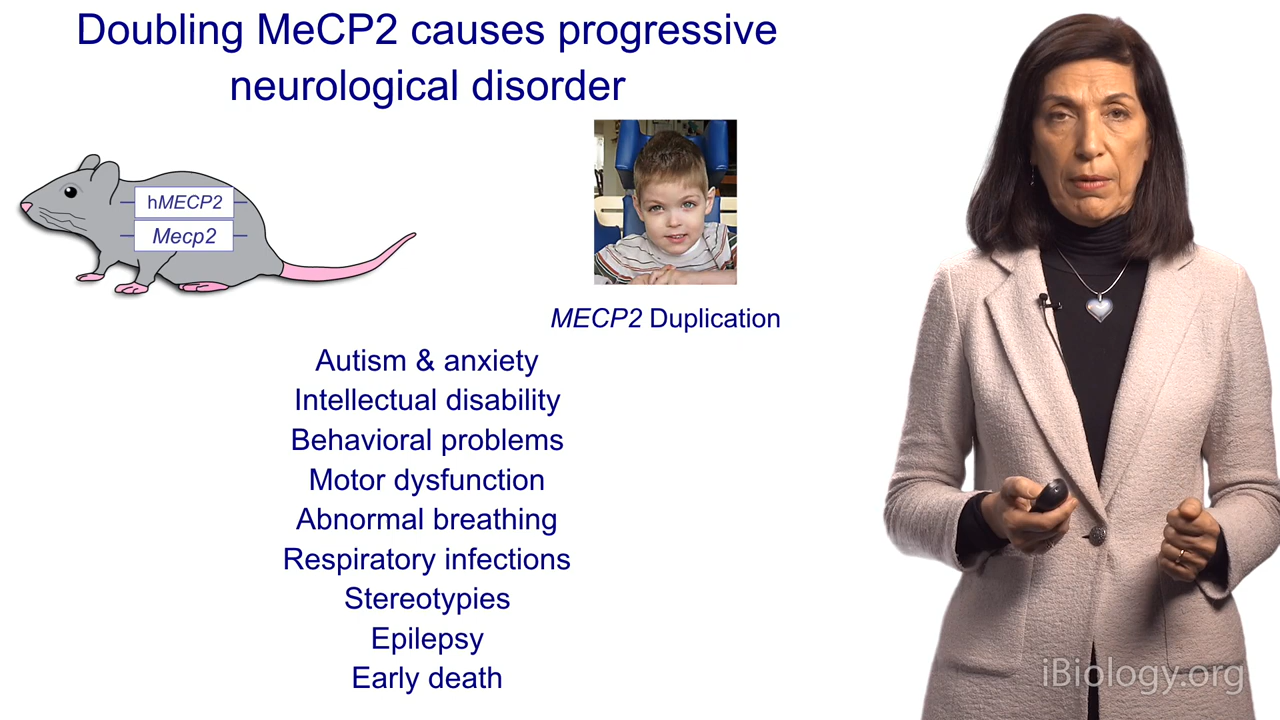 Doubling MeCP2 causes progressive
neurological disorder
hMECP2
Mecp2
MECP2 Duplication
Autism & anxiety
Intellectual disability
Behavioral problems
Motor dysfunction
Abnormal breathing
Respiratory infections
Stereotypies
Epilepsy
Early death
iBiology.org